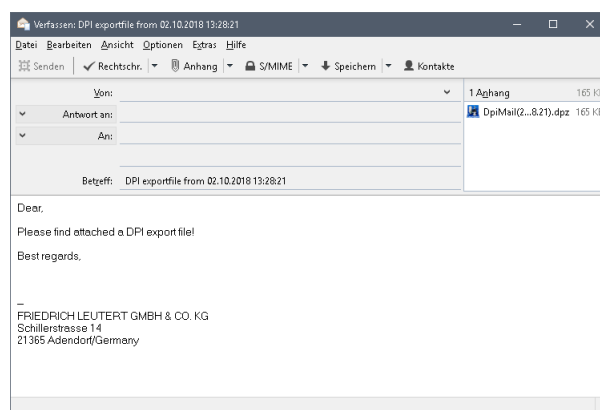 Verfassen: DPI exportfile from 02.10.2018 13:28:21
Datei Bearbeiten Ansicht Optionen Extras Hilfe
Senden Rechtschr. Anhang S/MIME Speichern Kontakte
Von:
Antwort an:
An:
Betreff: DPI exportfile from 02.10.2018 13:28:21
1 Anhang 165 K
DpiMail(2...8.21).dpz 165 K
Dear,
Please find attached a DPI export file!
Best regards,
–
FRIEDRICH LEUTERT GMBH & CO. KG
Schillerstrasse 14
21365 Adendorf/Germany